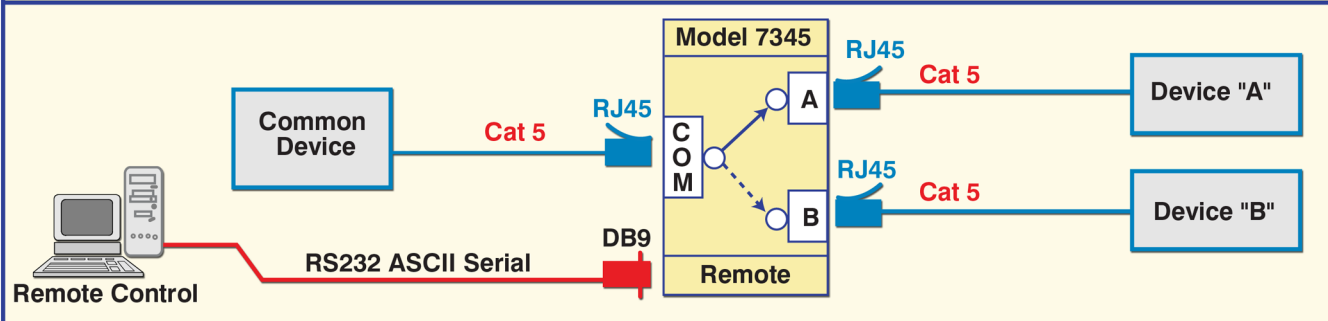 Model 7345
RJ45
Cat 5
Device "A"
A
Common
Device
Cat 5
RJ45
C
O
M
RJ45
Cat 5
Device "B"
B
DB9
RS232 ASCII Serial
Remote
Remote Control